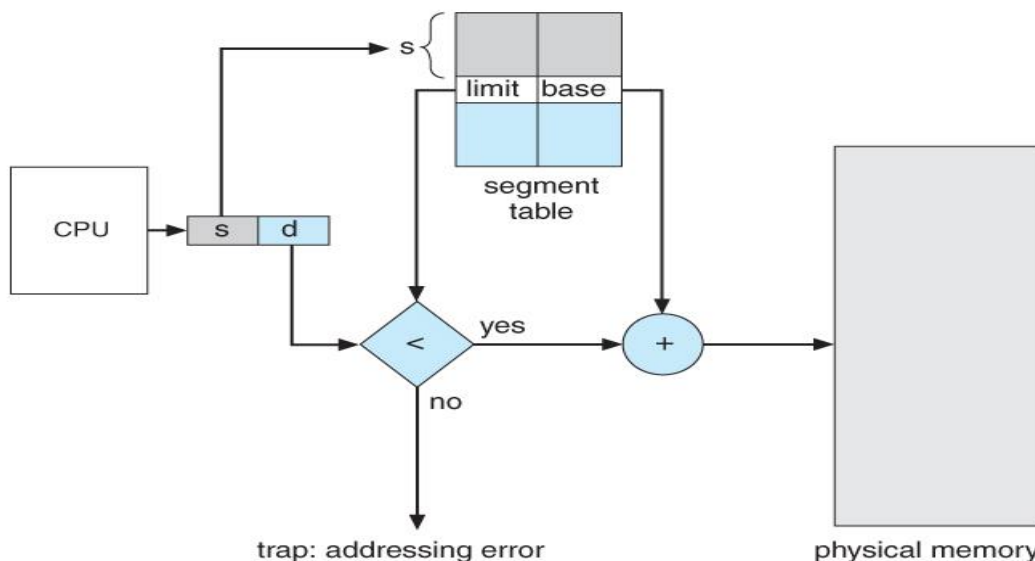 s
limit base
segment
table
CPU
s d
<
yes
+
no
trap: addressing error
physical memory